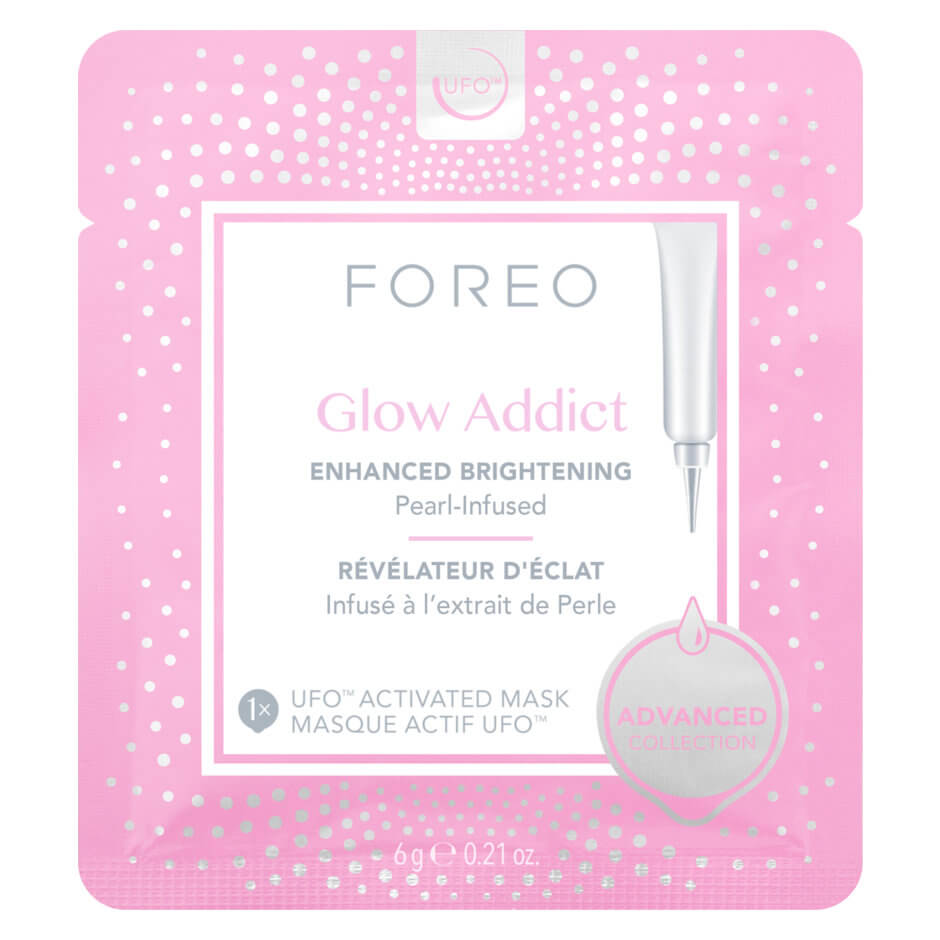 UFO™
FOREO
Glow Addict
ENHANCED BRIGHTENING
Pearl-Infused
RÉVÉLATEUR D'ÉCLAT
Infusé à l'extrait de Perle
1x
UFO™ ACTIVATED MASK
MASQUE ACTIF UFO™
ADVANCED
COLLECTION
6 g ℮ 0.21 oz.